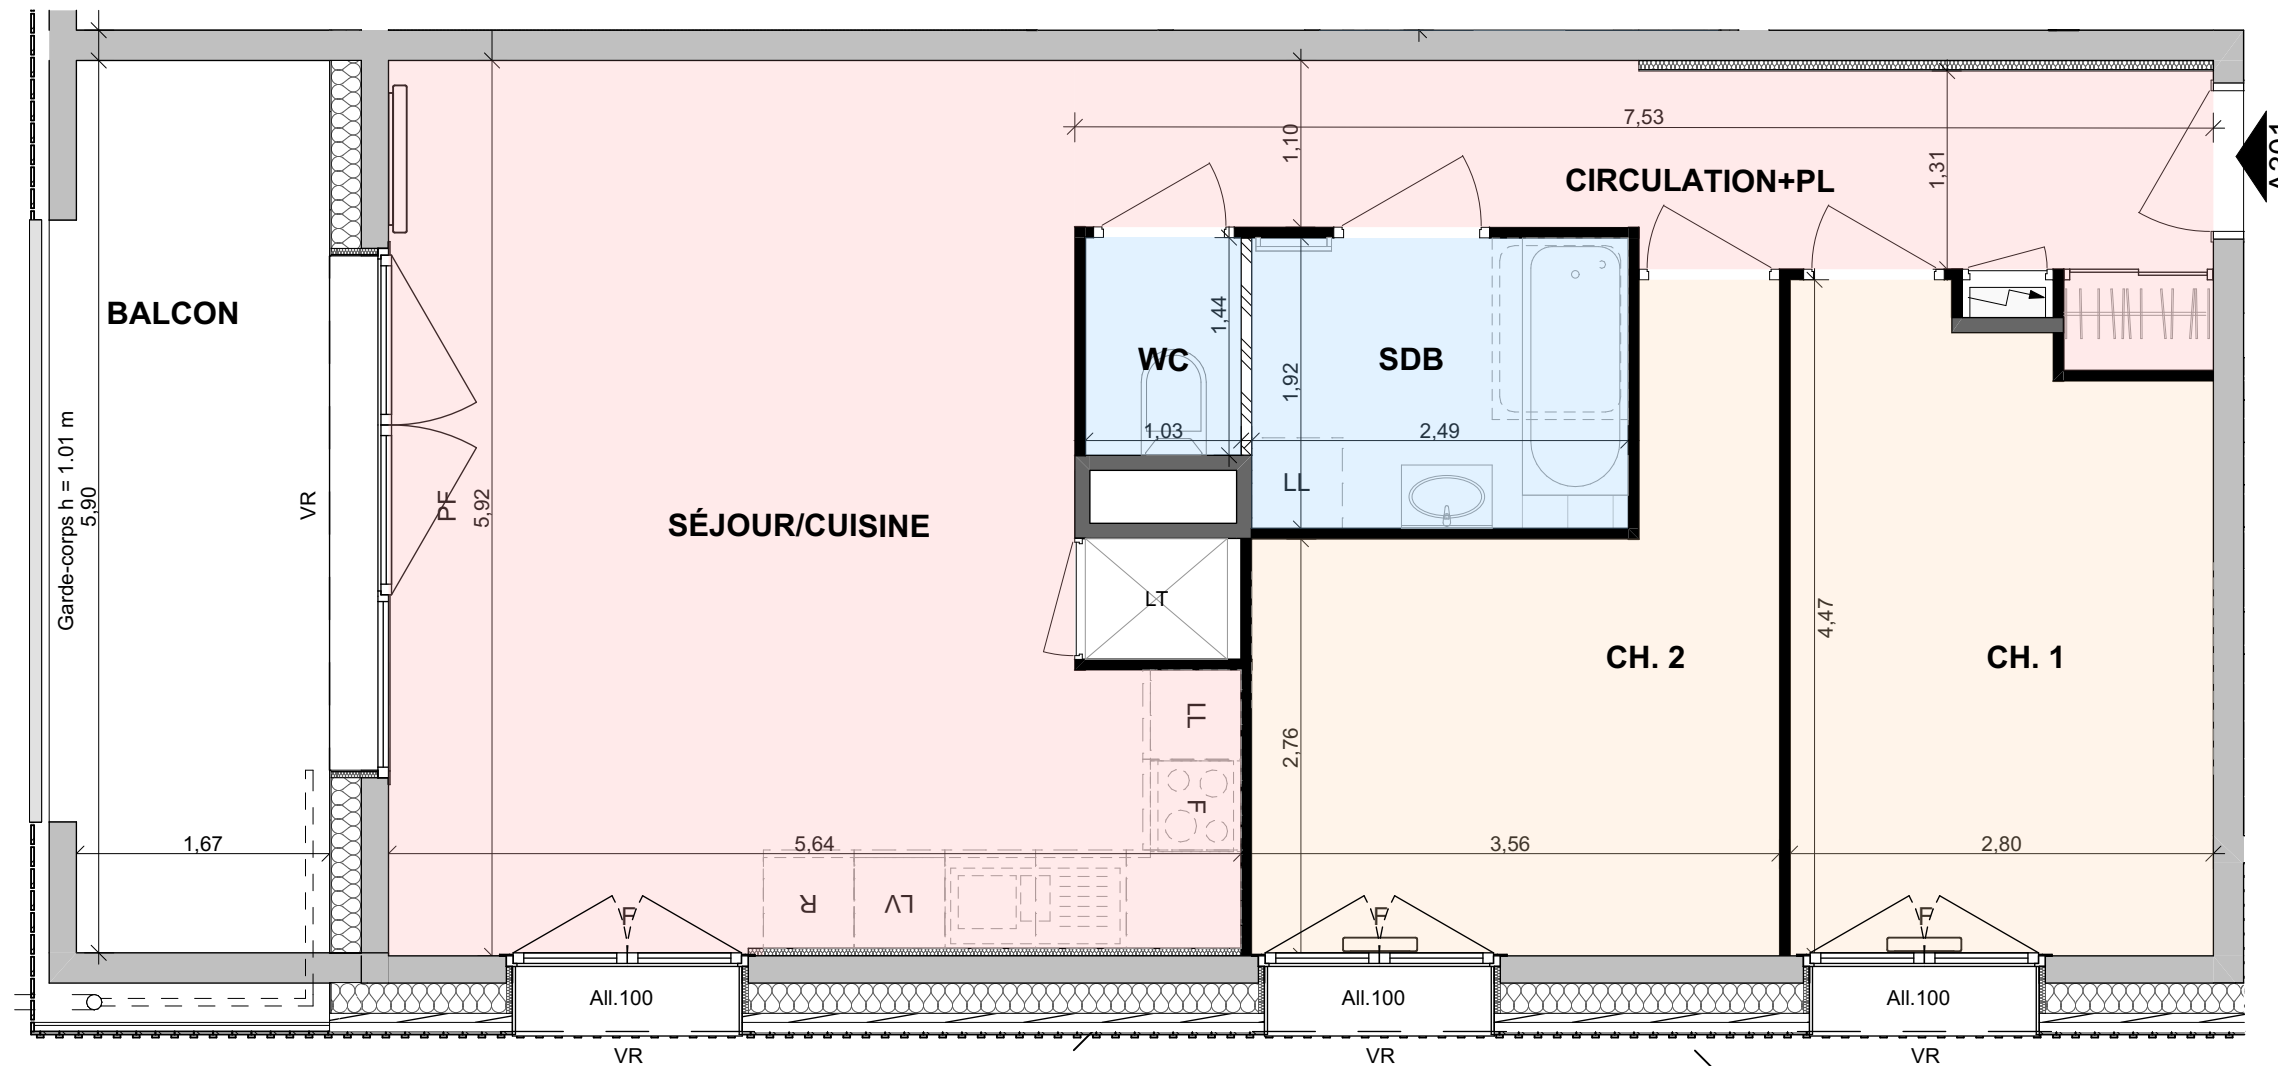 7,53
1,10
CIRCULATION+PL
1,31
BALCON
1,44
WC
SDB
1,92
1,03
2,49
LL
Garde-corps h = 1.01 m
5,90
VR
PF
5,92
SÉJOUR/CUISINE
LT
4,47
CH. 2
CH. 1
LL
2,76
F
1,67
5,64
3,56
2,80
R
LV
F
F
F
All.100
All.100
All.100
VR
VR
VR